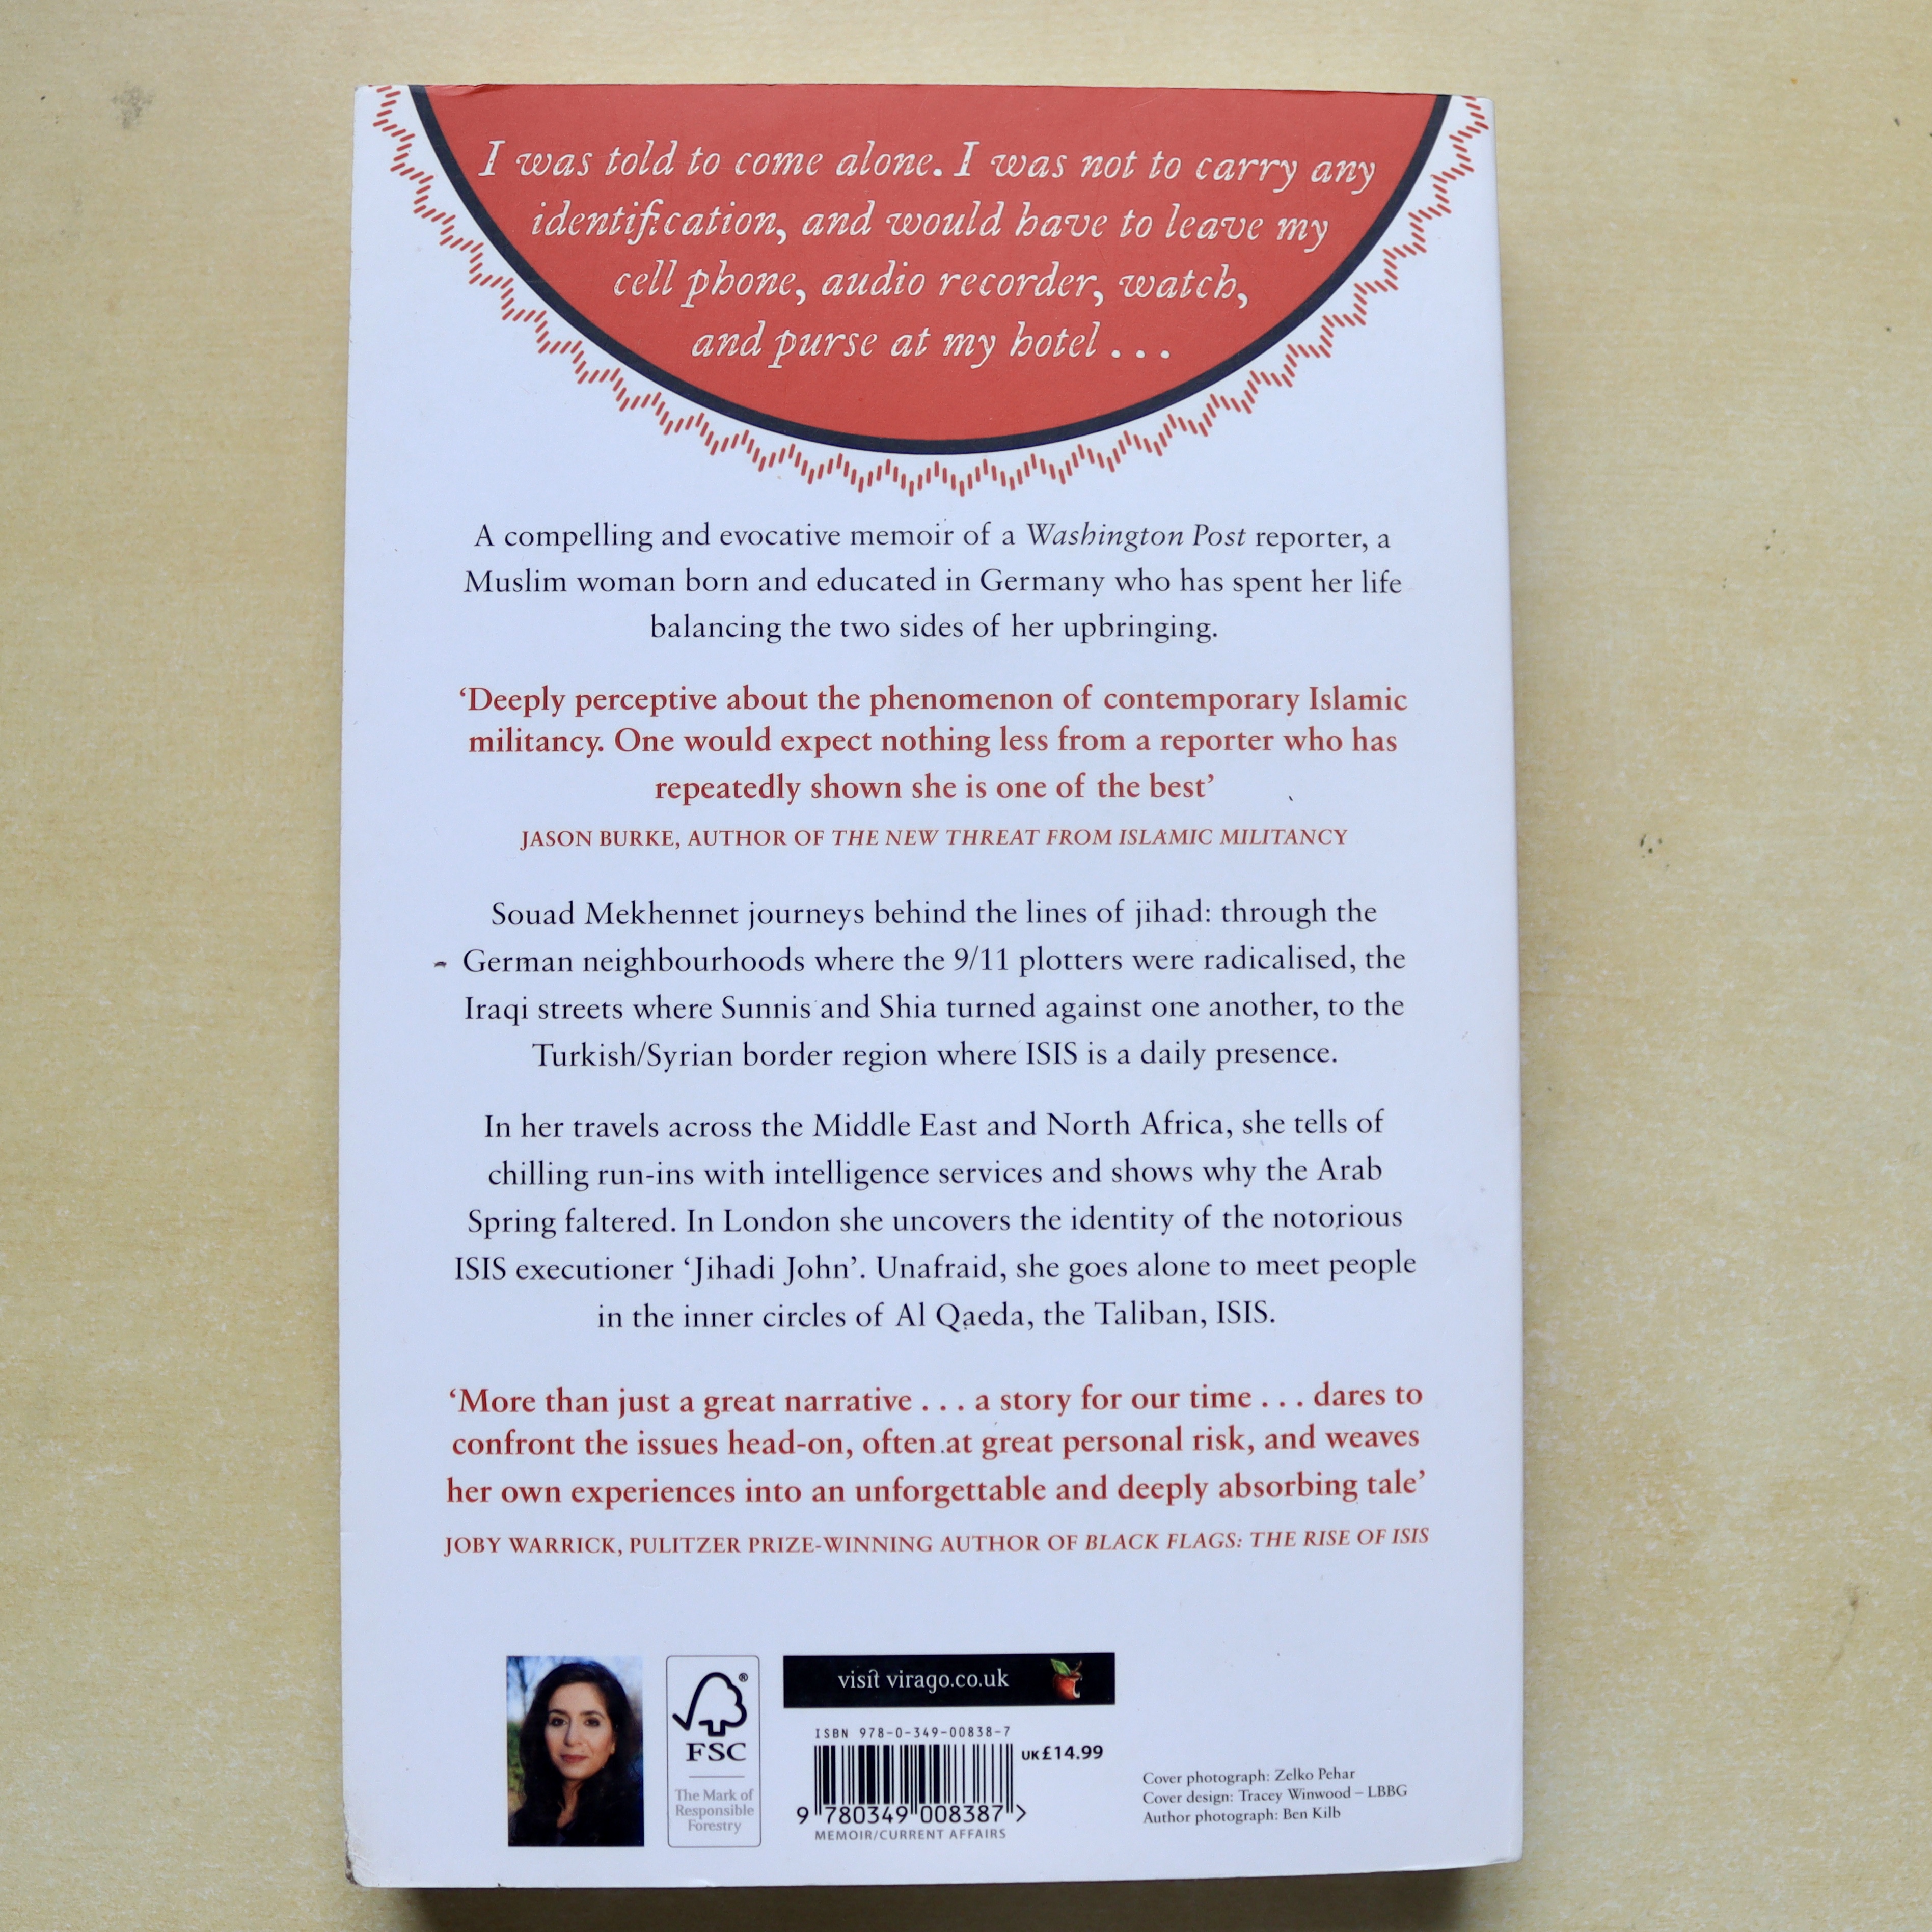 I was told to come alone. I was not to carry any
identification, and would have to leave my
cell phone, audio recorder, watch,
and purse at my hotel . . .
A compelling and evocative memoir of a Washington Post reporter, a
Muslim woman born and educated in Germany who has spent her life
balancing the two sides of her upbringing.
‘Deeply perceptive about the phenomenon of contemporary Islamic
militancy. One would expect nothing less from a reporter who has
repeatedly shown she is one of the best’
JASON BURKE, AUTHOR OF THE NEW THREAT FROM ISLAMIC MILITANCY
Souad Mekhennet journeys behind the lines of jihad: through the
German neighbourhoods where the 9/11 plotters were radicalised, the
Iraqi streets where Sunnis and Shia turned against one another, to the
Turkish/Syrian border region where ISIS is a daily presence.
In her travels across the Middle East and North Africa, she tells of
chilling run-ins with intelligence services and shows why the Arab
Spring faltered. In London she uncovers the identity of the notorious
ISIS executioner ‘Jihadi John’. Unafraid, she goes alone to meet people
in the inner circles of Al Qaeda, the Taliban, ISIS.
‘More than just a great narrative . . . a story for our time . . . dares to
confront the issues head-on, often at great personal risk, and weaves
her own experiences into an unforgettable and deeply absorbing tale’
JOBY WARRICK, PULITZER PRIZE-WINNING AUTHOR OF BLACK FLAGS: THE RISE OF ISIS
®
FSC
The Mark of
Responsible
Forestry
visit virago.co.uk
ISBN 978-0-349-00838-7
UK £14.99
9 780349 008387 >
MEMOIR/CURRENT AFFAIRS
Cover photograph: Zelko Pehar
Cover design: Tracey Winwood – LBBG
Author photograph: Ben Kilb